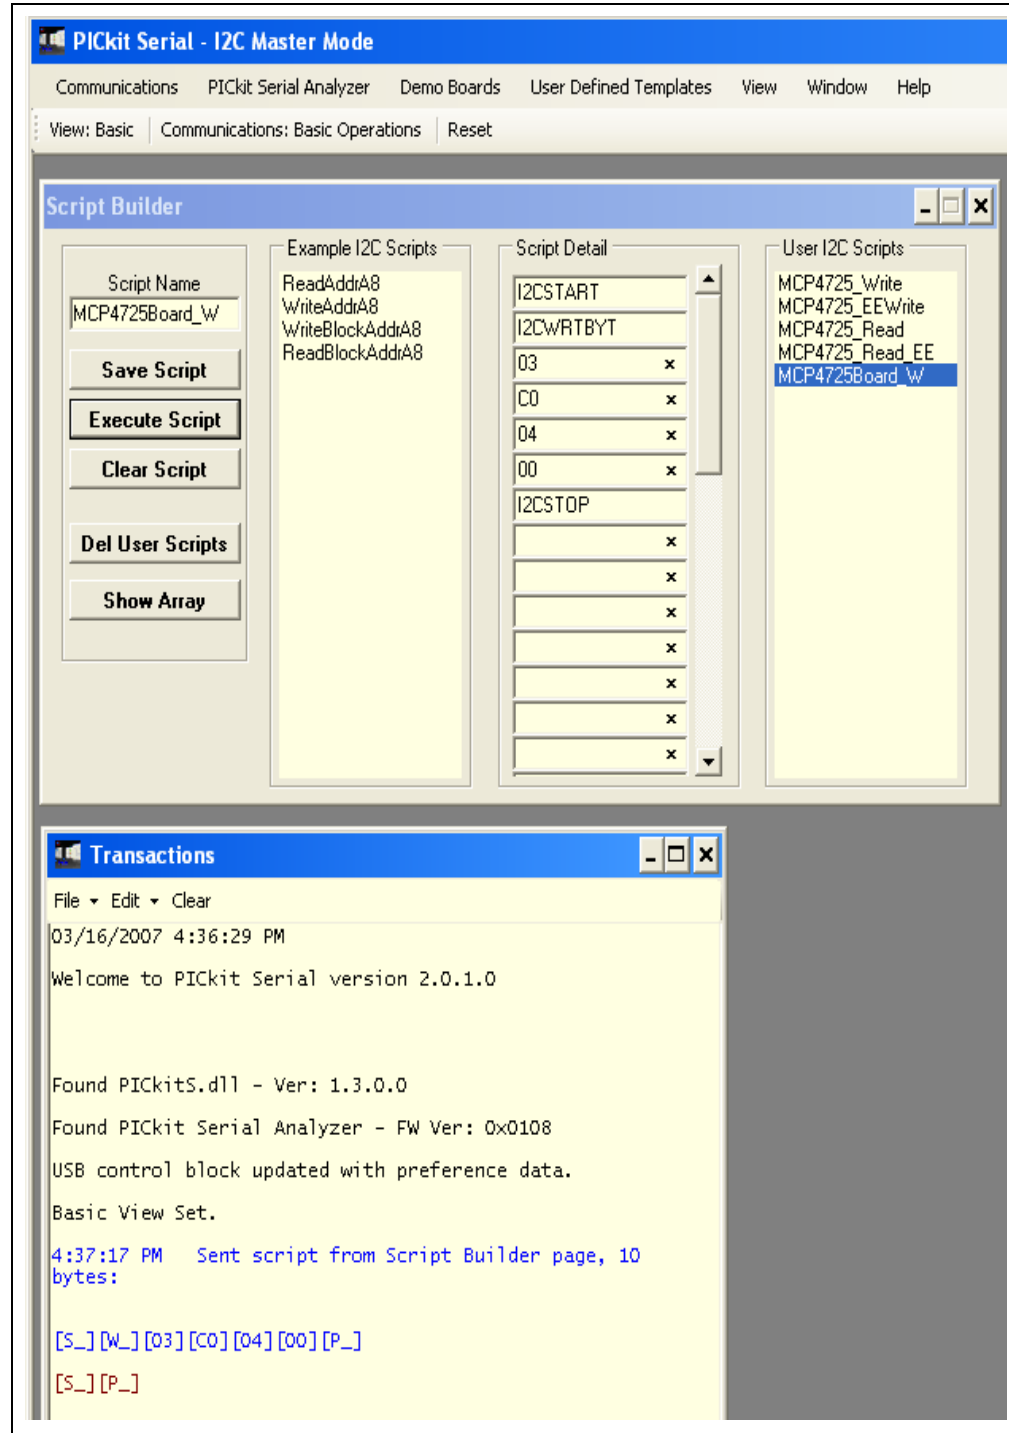 PICkit Serial - I2C Master Mode
Communications PICkit Serial Analyzer Demo Boards User Defined Templates View Window Help
View: Basic Communications: Basic Operations Reset
Script Builder
Script Name
MCP4725Board_W
Save Script
Execute Script
Clear Script
Del User Scripts
Show Array
Example I2C Scripts
ReadAddrA8
WriteAddrA8
WriteBlockAddrA8
ReadBlockAddrA8
Script Detail
I2CSTART
I2CWRTBYT
03 x
C0 x
04 x
00 x
I2CSTOP
x
x
x
x
x
x
x
User I2C Scripts
MCP4725_Write
MCP4725_EEWrite
MCP4725_Read
MCP4725_Read_EE
MCP4725Board_W
Transactions
File Edit Clear
03/16/2007 4:36:29 PM
Welcome to PICkit Serial version 2.0.1.0
Found PICkitS.dll - Ver: 1.3.0.0
Found PICkit Serial Analyzer - FW Ver: 0x0108
USB control block updated with preference data.
Basic View Set.
4:37:17 PM Sent script from Script Builder page, 10
bytes:
[S_][W_][03][C0][04][00][P_]
[S_][P_]